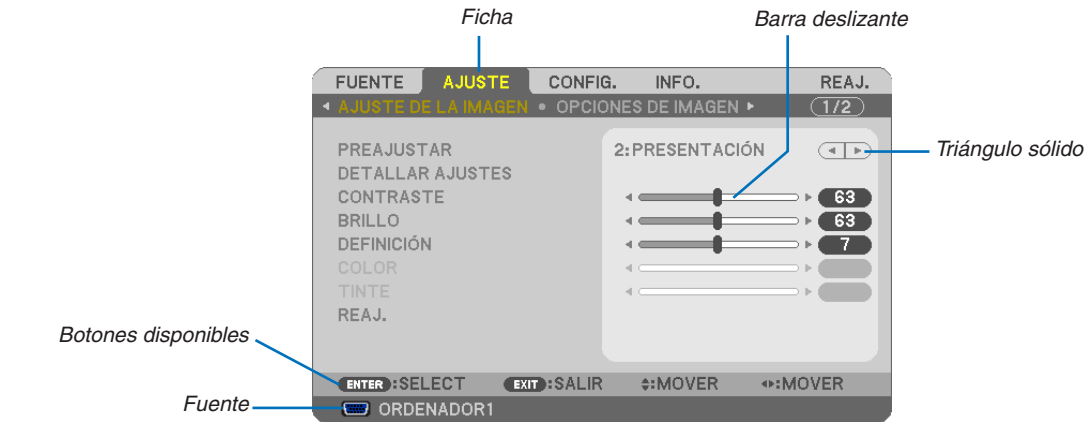 Ficha
Barra deslizante
FUENTE AJUSTE CONFIG. INFO. REAJ.
◂ AJUSTE DE LA IMAGEN • OPCIONES DE IMAGEN ▸ 1/2
PREAJUSTAR 2:PRESENTACIÓN ◂ ▸
Triángulo sólido
DETALLAR AJUSTES
CONTRASTE 63
BRILLO 63
DEFINICIÓN 7
COLOR
TINTE
REAJ.
Botones disponibles
ENTER :SELECT EXIT :SALIR :MOVER :MOVER
Fuente
ORDENADOR1